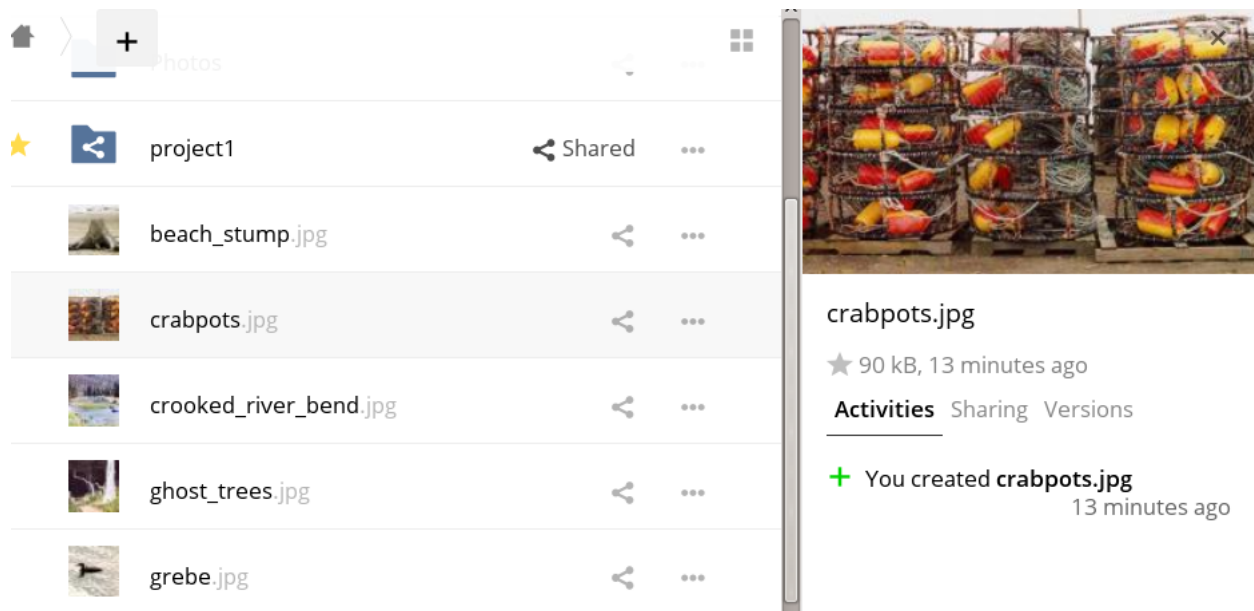 +
Photos
project1 Shared
beach_stump.jpg
crabpots.jpg
crooked_river_bend.jpg
ghost_trees.jpg
grebe.jpg
crabpots.jpg
90 kB, 13 minutes ago
Activities Sharing Versions
+ You created crabpots.jpg
13 minutes ago